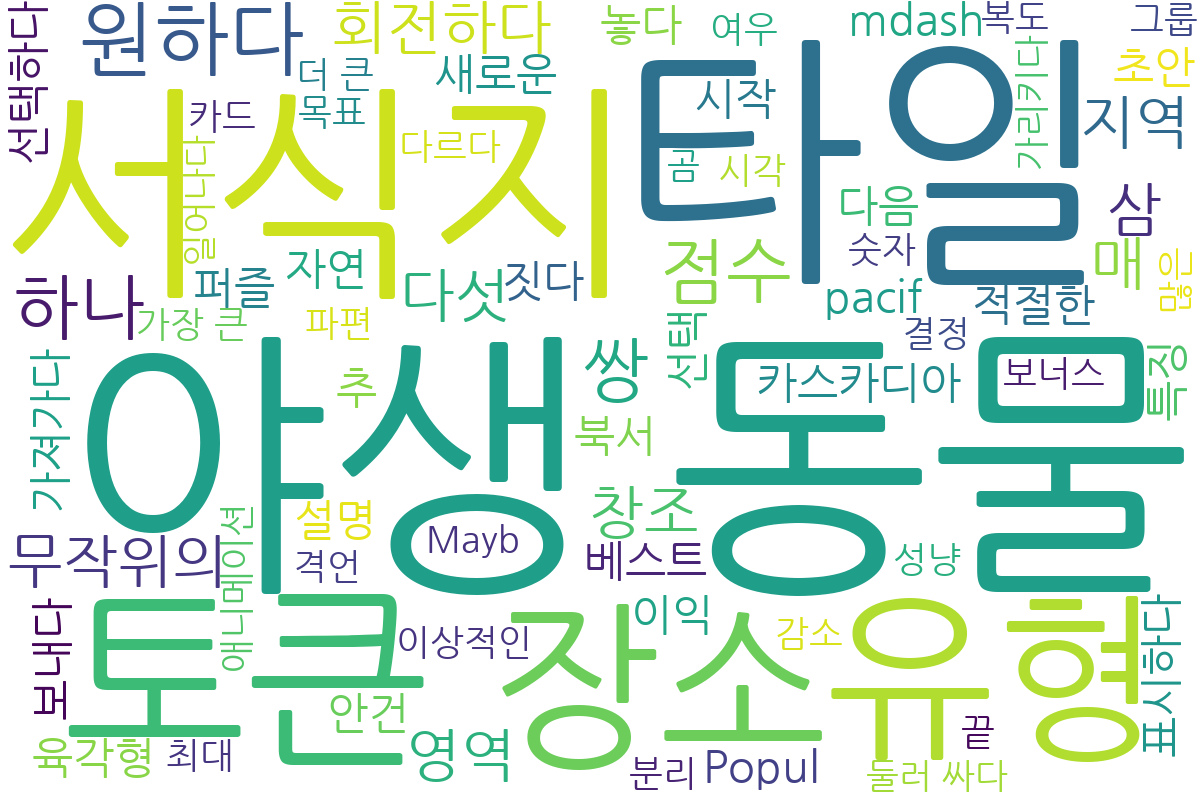 선택하다
원하다
회전하다
놓다
여우
mdash
복도
그룹
더 큰
새로운
초안
카드
목표
시작
가리키다
지역
서식지
타일
다르다
곰
시각
일어나다
다음
삼
숫자
매
많은
하나
퍼즐
자연
다섯
짓다
점수
pacif
적절한
가장 큰
파편
선택
결정
가져가다
야생동물
추
쌍
카스카디아
보너스
특징
북서
설명
Mayb
창조
무작위의
격언
베스트
성냥
애니메이션
보내다
토큰
이상적인
장소
이익
감소
유형
표시하다
안건
육각형
최대
영역
분리
Popul
둘러 싸다
끝